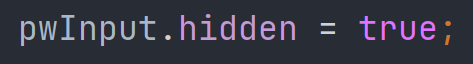 pwInput.hidden = true;